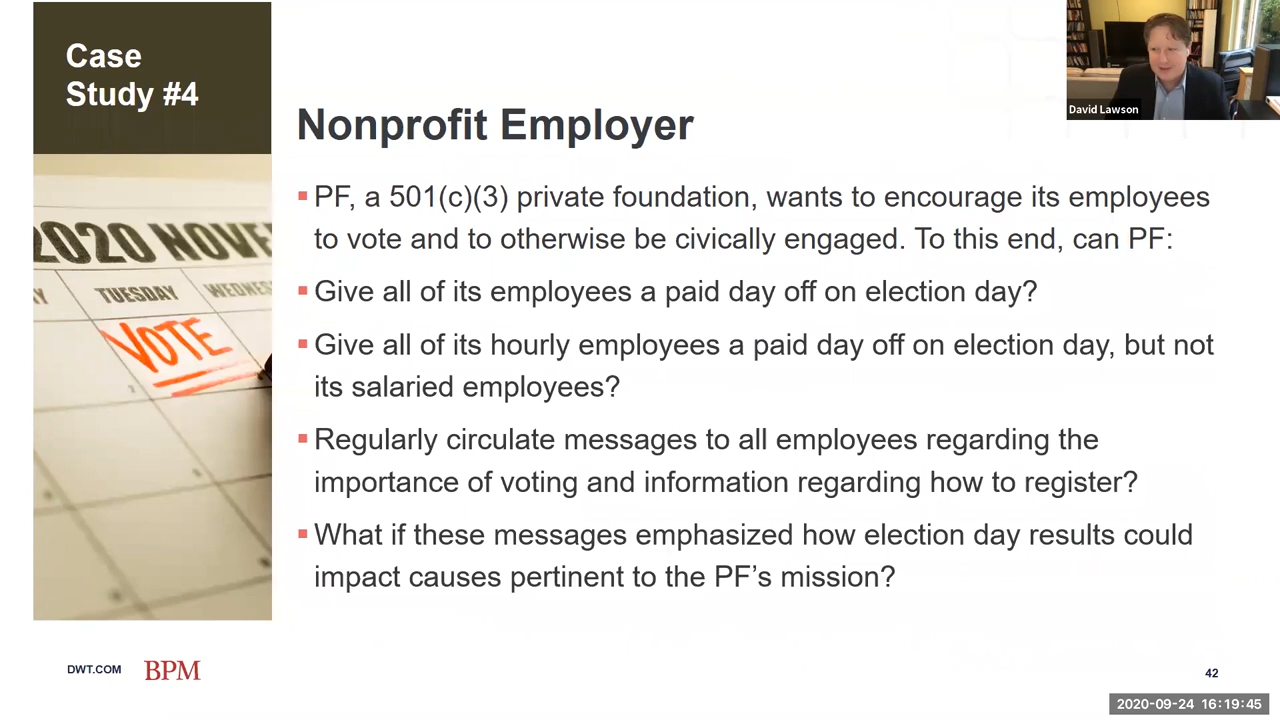 Case
Study #4
David Lawson
Nonprofit Employer
PF, a 501(c)(3) private foundation, wants to encourage its employees
to vote and to otherwise be civically engaged. To this end, can PF:
Give all of its employees a paid day off on election day?
Give all of its hourly employees a paid day off on election day, but not
its salaried employees?
Regularly circulate messages to all employees regarding the
importance of voting and information regarding how to register?
What if these messages emphasized how election day results could
impact causes pertinent to the PF’s mission?
2020
TUESDAY
VOTE
DWT.COM
BPM
42
2020-09-24 16:19:45